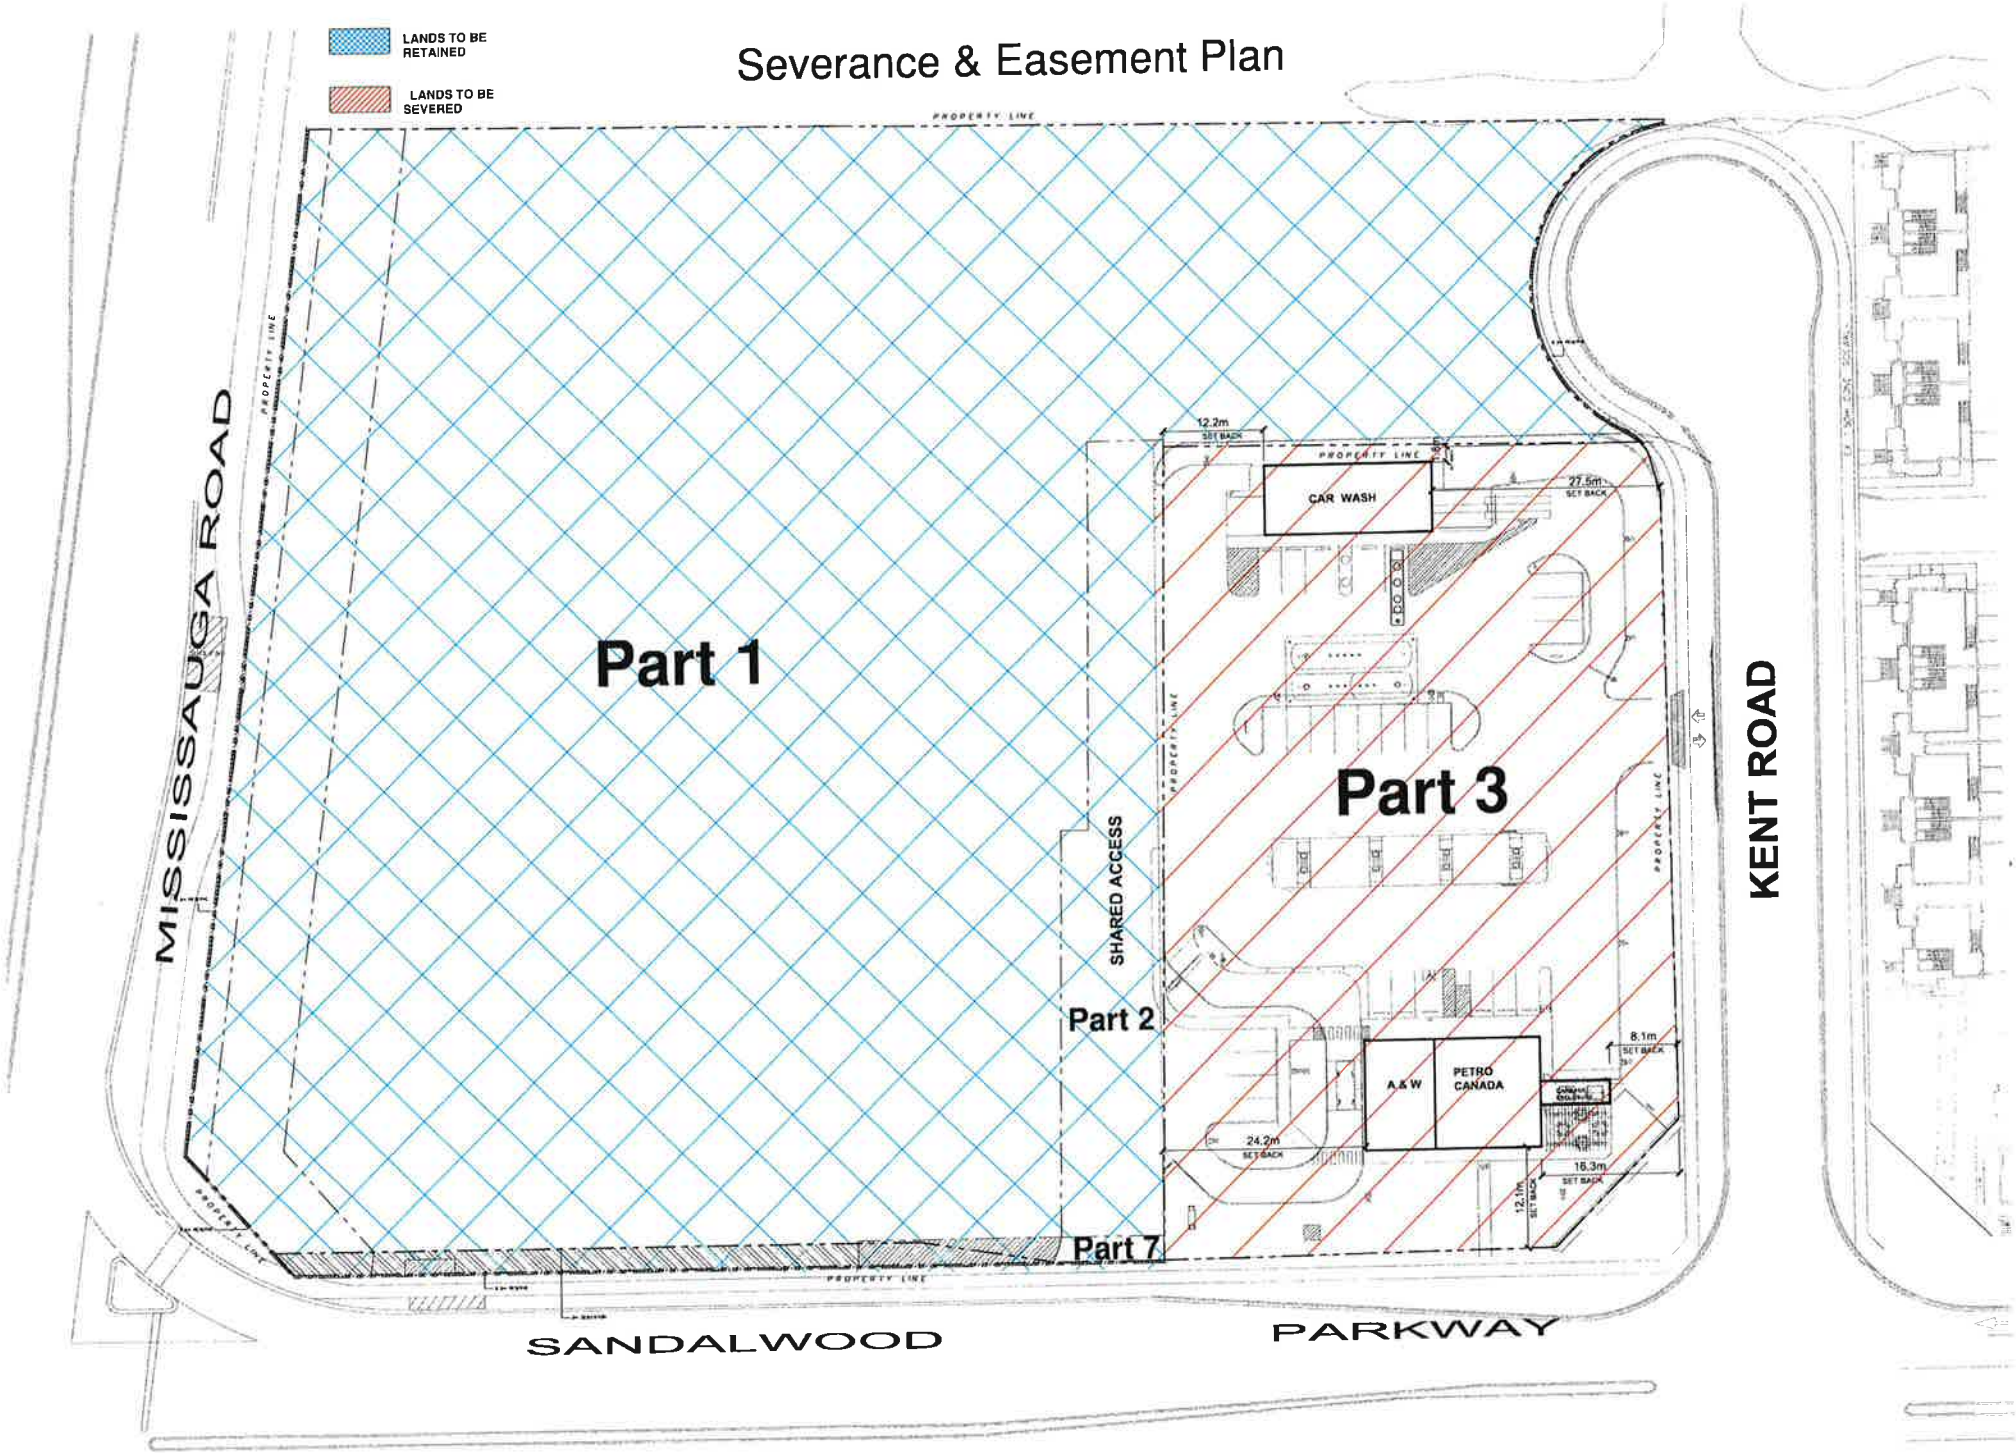 LANDS TO BE
RETAINED
LANDS TO BE
SEVERED
Severance & Easement Plan
PROPERTY LINE
PROPERTY LINE
MISSISSAUGA ROAD
12.2m
SET BACK
PROPERTY LINE
CAR WASH
27.5m
SET BACK
Part 1
PROPERTY LINE
Part 3
PROPERTY LINE
KENT ROAD
SHARED ACCESS
Part 2
8.1m
SET BACK
A & W
PETRO
CANADA
24.2m
SET BACK
16.3m
SET BACK
12.1m
SET BACK
PROPERTY LINE
Part 7
PROPERTY LINE
SANDALWOOD
PARKWAY